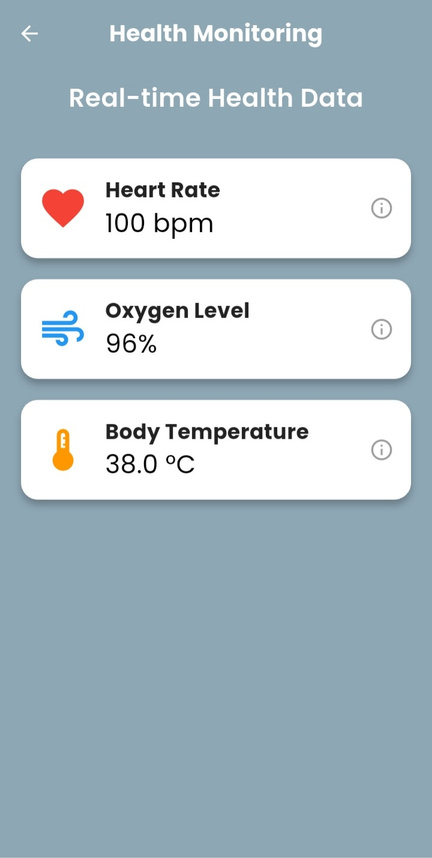 Health Monitoring
Real-time Health Data
Heart Rate
100 bpm
Oxygen Level
96%
Body Temperature
38.0 °C